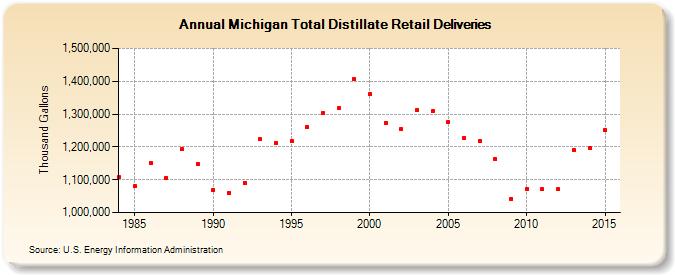 Annual Michigan Total Distillate Retail Deliveries
Thousand Gallons
1,500,000
1,400,000
1,300,000
1,200,000
1,100,000
1,000,000
1985 1990 1995 2000 2005 2010 2015
Source: U.S. Energy Information Administration